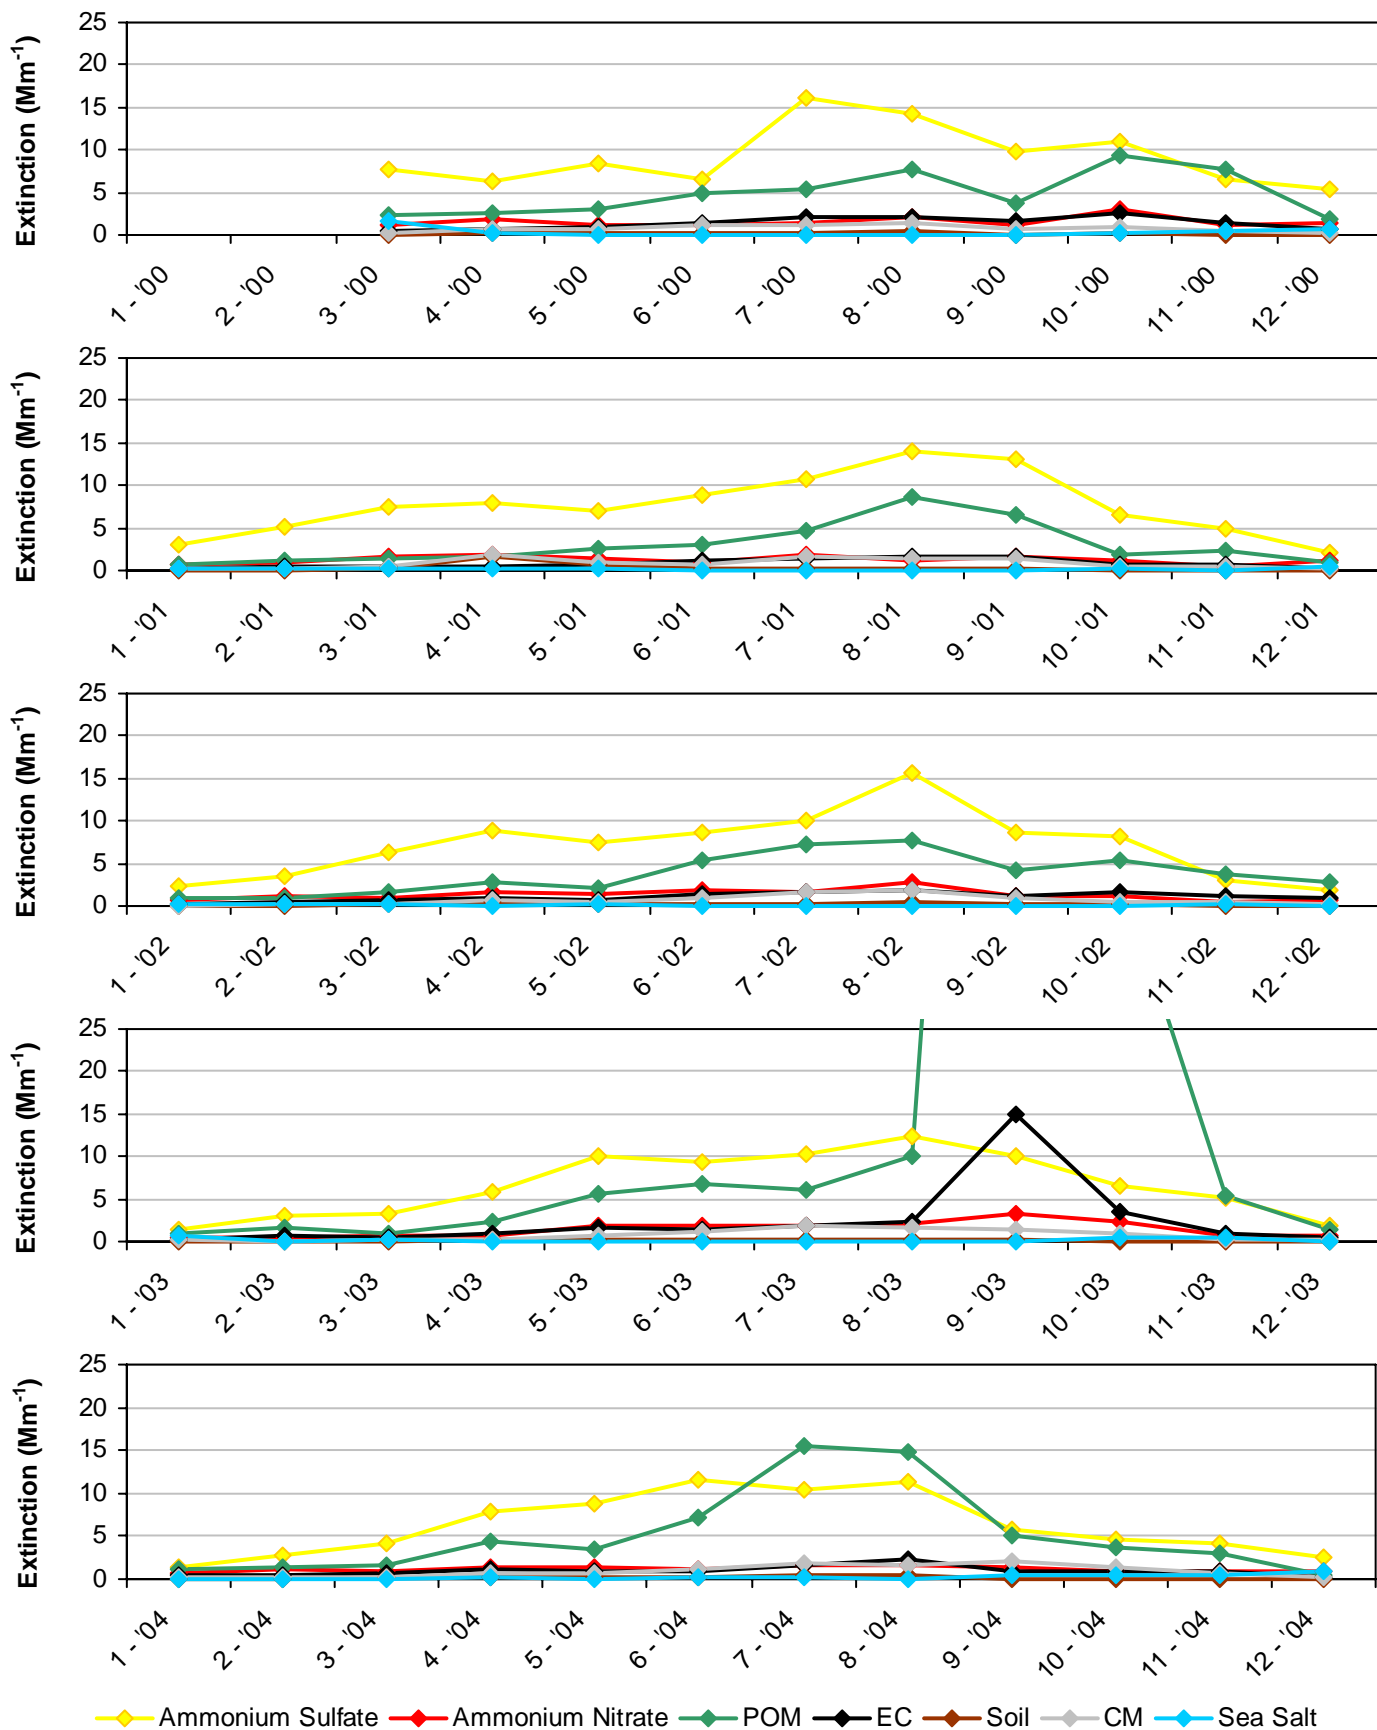 Extinction (Mm-1)
25
20
15
10
5
0
1 - '00 2 - '00 3 - '00 4 - '00 5 - '00 6 - '00 7 - '00 8 - '00 9 - '00 10 - '00 11 - '00 12 - '00
Extinction (Mm-1)
25
20
15
10
5
0
1 - '01 2 - '01 3 - '01 4 - '01 5 - '01 6 - '01 7 - '01 8 - '01 9 - '01 10 - '01 11 - '01 12 - '01
Extinction (Mm-1)
25
20
15
10
5
0
1 - '02 2 - '02 3 - '02 4 - '02 5 - '02 6 - '02 7 - '02 8 - '02 9 - '02 10 - '02 11 - '02 12 - '02
Extinction (Mm-1)
25
20
15
10
5
0
1 - '03 2 - '03 3 - '03 4 - '03 5 - '03 6 - '03 7 - '03 8 - '03 9 - '03 10 - '03 11 - '03 12 - '03
Extinction (Mm-1)
25
20
15
10
5
0
1 - '04 2 - '04 3 - '04 4 - '04 5 - '04 6 - '04 7 - '04 8 - '04 9 - '04 10 - '04 11 - '04 12 - '04
Ammonium Sulfate Ammonium Nitrate POM EC Soil CM Sea Salt